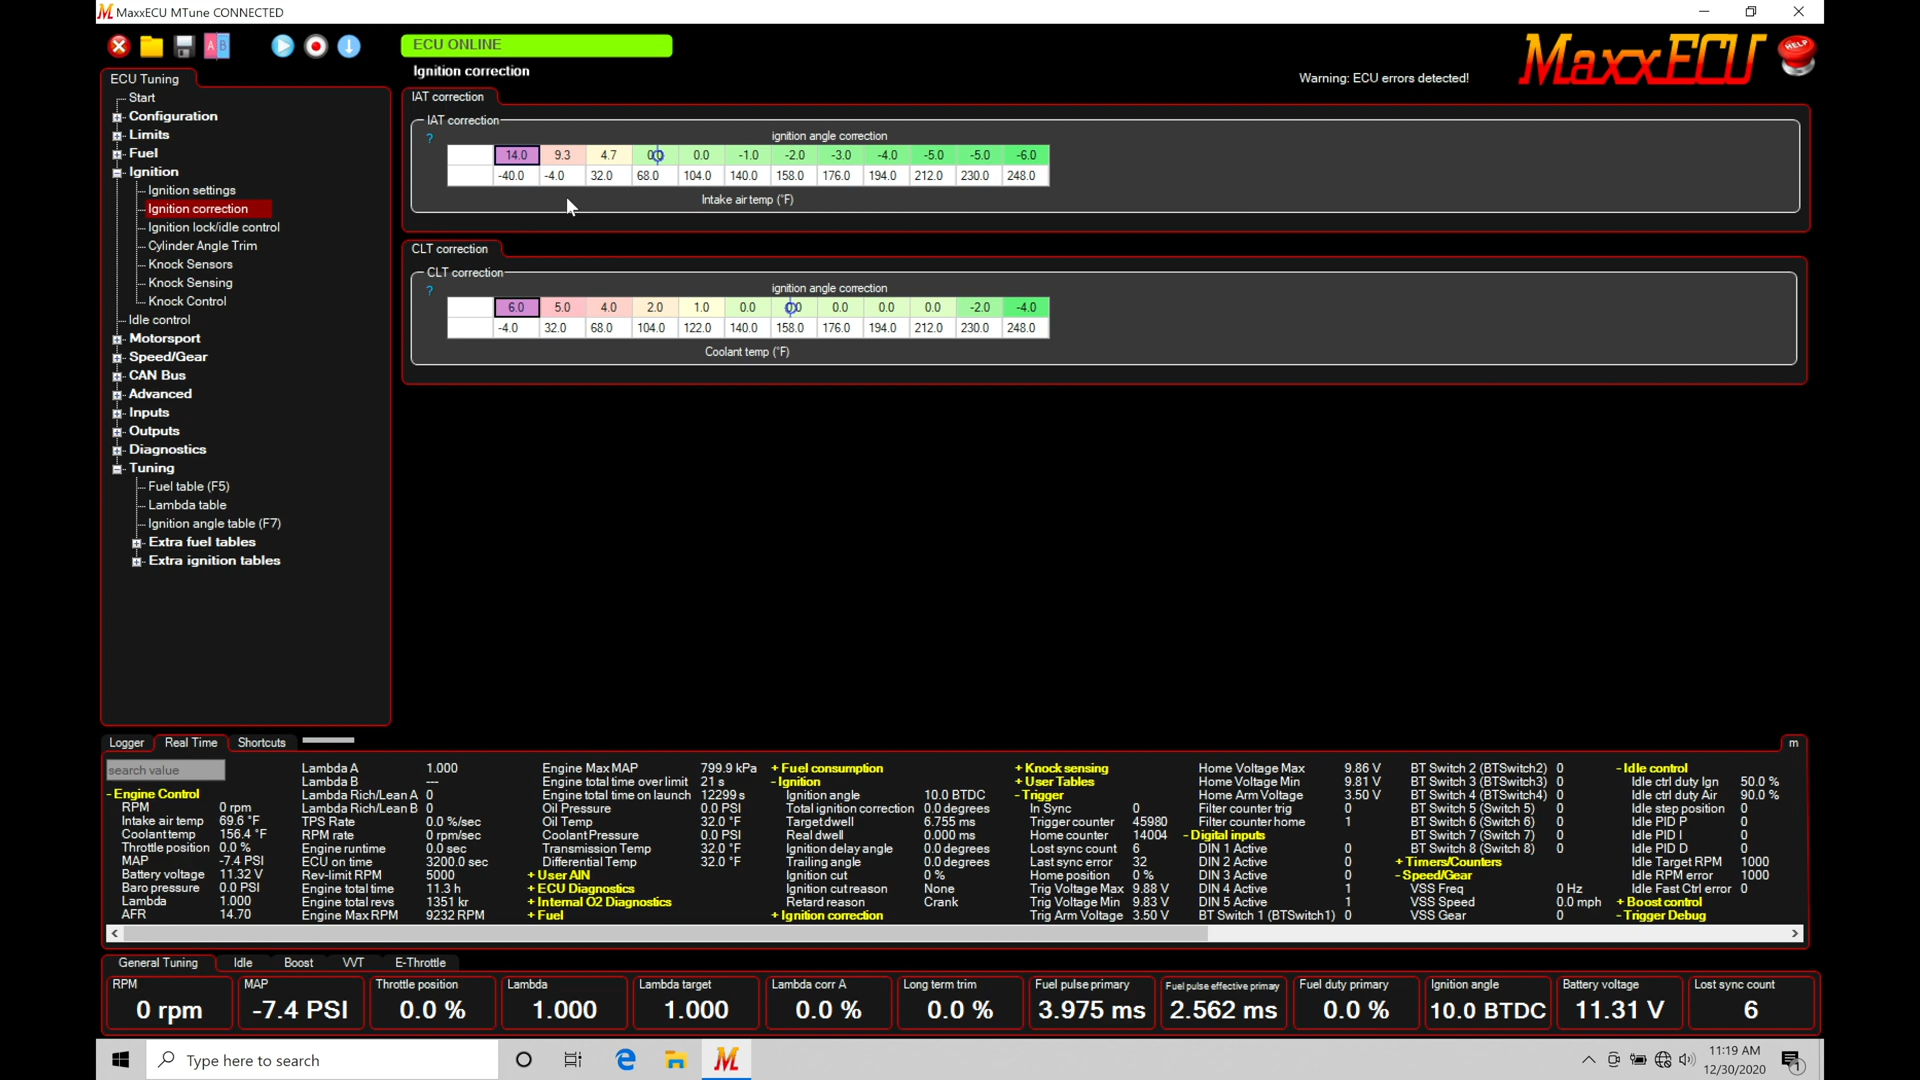 MaxxECU MTune CONNECTED
ECU ONLINE
Ignition correction
Warning: ECU errors detected!
MaxxECU
HELP
ECU Tuning
Start
Configuration
Limits
Fuel
Ignition
Ignition settings
Ignition correction
Ignition lock/idle control
Cylinder Angle Trim
Knock Sensors
Knock Sensing
Knock Control
Idle control
Motorsport
Speed/Gear
CAN Bus
Advanced
Inputs
Outputs
Diagnostics
Tuning
Fuel table (F5)
Lambda table
Ignition angle table (F7)
Extra fuel tables
Extra ignition tables
IAT correction
IAT correction
?
ignition angle correction
14.0 9.3 4.7 0.0 0.0 -1.0 -2.0 -3.0 -4.0 -5.0 -5.0 -6.0
-40.0 -4.0 32.0 68.0 104.0 140.0 158.0 176.0 194.0 212.0 230.0 248.0
Intake air temp (°F)
CLT correction
CLT correction
?
ignition angle correction
6.0 5.0 4.0 2.0 1.0 0.0 0.0 0.0 0.0 0.0 -2.0 -4.0
-4.0 32.0 68.0 104.0 122.0 140.0 158.0 176.0 194.0 212.0 230.0 248.0
Coolant temp (°F)
Logger Real Time Shortcuts
m
search value
- Engine Control
RPM 0 rpm
Intake air temp 69.6 °F
Coolant temp 156.4 °F
Throttle position 0.0 %
MAP -7.4 PSI
Battery voltage 11.32 V
Baro pressure 0.0 PSI
Lambda 1.000
AFR 14.70
Lambda A 1.000
Lambda B ---
Lambda Rich/Lean A 0
Lambda Rich/Lean B 0
TPS Rate 0.0 %/sec
RPM rate 0 rpm/sec
Engine runtime 0.0 sec
ECU on time 3200.0 sec
Rev-limit RPM 5000
Engine total time 11.3 h
Engine total revs 1351 kr
Engine Max RPM 9232 RPM
Engine Max MAP 799.9 kPa
Engine total time over limit 21 s
Engine total time on launch 12299 s
Oil Pressure 0.0 PSI
Oil Temp 32.0 °F
Coolant Pressure 0.0 PSI
Transmission Temp 32.0 °F
Differential Temp 32.0 °F
+ User AIN
+ ECU Diagnostics
+ Internal O2 Diagnostics
+ Fuel
+ Fuel consumption
- Ignition
Ignition angle 10.0 BTDC
Total ignition correction 0.0 degrees
Target dwell 6.755 ms
Real dwell 0.000 ms
Ignition delay angle 0.0 degrees
Trailing angle 0.0 degrees
Ignition cut 0 %
Ignition cut reason None
Retard reason Crank
+ Ignition correction
+ Knock sensing
+ User Tables
- Trigger
In Sync 0
Trigger counter 45980
Home counter 14004
Lost sync count 6
Last sync error 32
Home position 0 %
Trig Voltage Max 9.88 V
Trig Voltage Min 9.83 V
Trig Arm Voltage 3.50 V
Home Voltage Max 9.86 V
Home Voltage Min 9.81 V
Home Arm Voltage 3.50 V
Filter counter trig 0
Filter counter home 1
- Digital inputs
DIN 1 Active 0
DIN 2 Active 0
DIN 3 Active 0
DIN 4 Active 1
DIN 5 Active 1
BT Switch 1 (BTSwitch1) 0
BT Switch 2 (BTSwitch2) 0
BT Switch 3 (BTSwitch3) 0
BT Switch 4 (BTSwitch4) 0
BT Switch 5 (Switch 5) 0
BT Switch 6 (Switch 6) 0
BT Switch 7 (Switch 7) 0
BT Switch 8 (Switch 8) 0
+ Timers/Counters
- Speed/Gear
VSS Freq 0 Hz
VSS Speed 0.0 mph
VSS Gear 0
- Idle control
Idle ctrl duty Ign 50.0 %
Idle ctrl duty Air 90.0 %
Idle step position 0
Idle PID P 0
Idle PID I 0
Idle PID D 0
Idle Target RPM 1000
Idle RPM error 1000
Idle Fast Ctrl error 0
+ Boost control
- Trigger Debug
General Tuning Idle Boost VVT E-Throttle
RPM
0 rpm
MAP
-7.4 PSI
Throttle position
0.0 %
Lambda
1.000
Lambda target
1.000
Lambda corr A
0.0 %
Long term trim
0.0 %
Fuel pulse primary
3.975 ms
Fuel pulse effective primary
2.562 ms
Fuel duty primary
0.0 %
Ignition angle
10.0 BTDC
Battery voltage
11.31 V
Lost sync count
6
Type here to search
11:19 AM
12/30/2020
1